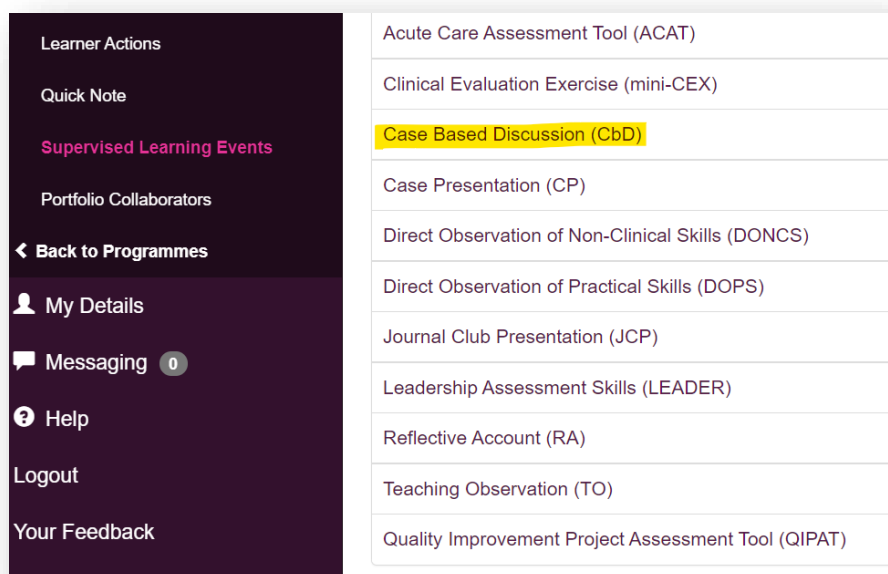 Learner Actions
Quick Note
Supervised Learning Events
Portfolio Collaborators
Back to Programmes
My Details
Messaging 0
Help
Logout
Your Feedback
Acute Care Assessment Tool (ACAT)
Clinical Evaluation Exercise (mini-CEX)
Case Based Discussion (CbD)
Case Presentation (CP)
Direct Observation of Non-Clinical Skills (DONCS)
Direct Observation of Practical Skills (DOPS)
Journal Club Presentation (JCP)
Leadership Assessment Skills (LEADER)
Reflective Account (RA)
Teaching Observation (TO)
Quality Improvement Project Assessment Tool (QIPAT)